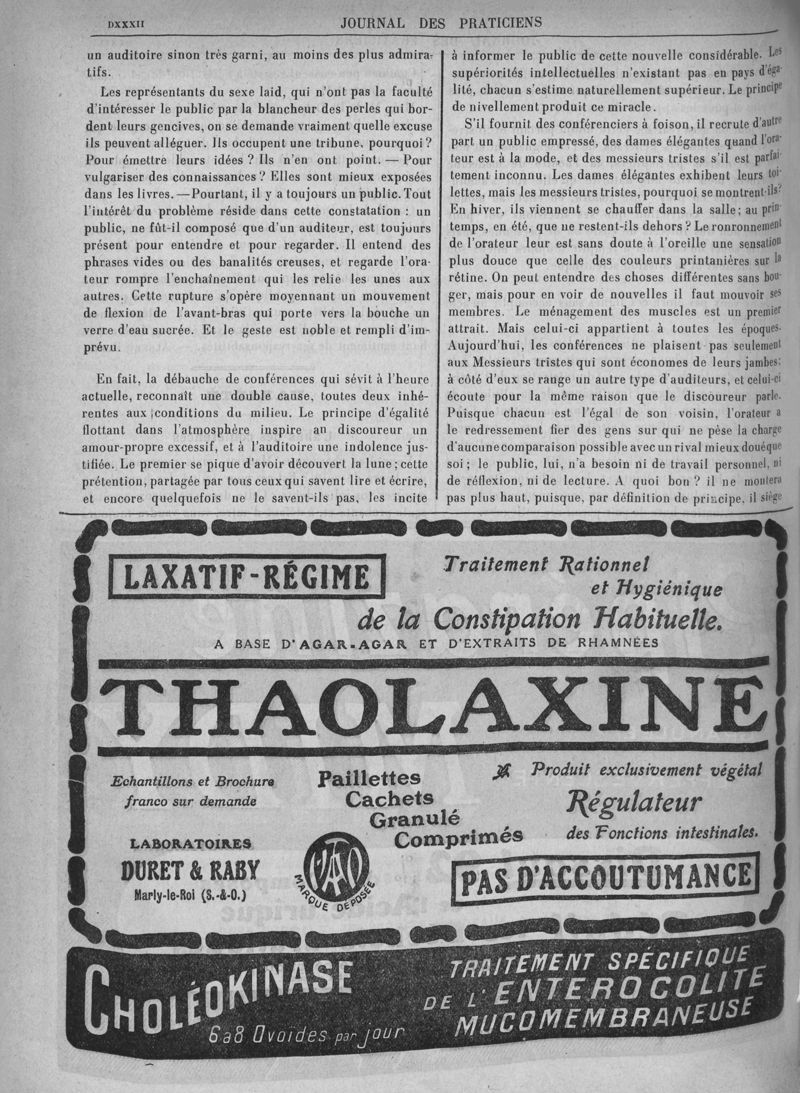 DXXXII
JOURNAL DES PRATICIENS
un auditoire sinon très garni, au moins des plus admira-
tifs.
Les représentants du sexe laid, qui n'ont pas la faculté
d'intéresser le public par la blancheur des perles qui bor-
dent leurs gencives, on se demande vraiment quelle excuse
ils peuvent alléguer. Ils occupent une tribune, pourquoi ?
Pour émettre leurs idées ? Ils n'en ont point. — Pour
vulgariser des connaissances ? Elles sont mieux exposées
dans les livres. — Pourtant, il y a toujours un public. Tout
l'intérêt du problème réside dans cette constatation : un
public, ne fût-il composé que d'un auditeur, est toujours
présent pour entendre et pour regarder. Il entend des
phrases vides ou des banalités creuses, et regarde l'ora-
teur rompre l'enchaînement qui les relie les unes aux
autres. Cette rupture s'opère moyennant un mouvement
de flexion de l'avant-bras qui porte vers la bouche un
verre d'eau sucrée. Et le geste est noble et rempli d'im-
prévu.
En fait, la débauche de conférences qui sévit à l'heure
actuelle, reconnaît une double cause, toutes deux inhé-
rentes aux conditions du milieu. Le principe d'égalité
flottant dans l'atmosphère inspire au discoureur un
amour-propre excessif, et à l'auditoire une indolence jus-
tifiée. Le premier se pique d'avoir découvert la lune ; cette
prétention, partagée par tous ceux qui savent lire et écrire,
et encore quelquefois ne le savent-ils pas, les incite
à informer le public de cette nouvelle considérable. Les
supériorités intellectuelles n'existant pas en pays d'éga-
lité, chacun s'estime naturellement supérieur. Le principe
de nivellement produit ce miracle.
S'il fournit des conférenciers à foison, il recrute d'autre
part un public empressé, des dames élégantes quand l'ora-
teur est à la mode, et des messieurs tristes s'il est parfai-
tement inconnu. Les dames élégantes exhibent leurs toi-
lettes, mais les messieurs tristes, pourquoi se montrent-ils ?
En hiver, ils viennent se chauffer dans la salle ; au prin-
temps, en été, que ne restent-ils dehors ? Le ronronnement
de l'orateur leur est sans doute à l'oreille une sensation
plus douce que celle des couleurs printanières sur la
rétine. On peut entendre des choses différentes sans bou-
ger, mais pour en voir de nouvelles il faut mouvoir ses
membres. Le ménagement des muscles est un premier
attrait. Mais celui-ci appartient à toutes les époques.
Aujourd'hui, les conférences ne plaisent pas seulement
aux Messieurs tristes qui sont économes de leurs jambes ;
à côté d'eux se range un autre type d'auditeurs, et celui-ci
écoute pour la même raison que le discoureur parle.
Puisque chacun est l'égal de son voisin, l'orateur a
le redressement fier des gens sur qui ne pèse la charge
d'aucune comparaison possible avec un rival mieux doué que
soi ; le public, lui, n'a besoin ni de travail personnel, ni
de réflexion, ni de lecture. A quoi bon ? il ne montera
pas plus haut, puisque, par définition de principe, il siège
LAXATIF-RÉGIME
Traitement Rationnel
et Hygiénique
de la Constipation Habituelle.
A BASE D'AGAR-AGAR ET D'EXTRAITS DE RHAMNÉES
THAOLAXINE
Echantillons et Brochure
franco sur demande
LABORATOIRES
DURET & RABY
Marly-le-Roi (S.-&-O.)
Paillettes
Cachets
Granulé
Comprimés
MARQUE DÉPOSÉE
Produit exclusivement végétal
Régulateur
des Fonctions intestinales.
PAS D'ACCOUTUMANCE
CHOLÉOKINASE
6 à 8 Ovoïdes par jour
TRAITEMENT SPÉCIFIQUE
DE L'ENTEROCOLITE
MUCOMEMBRANEUSE